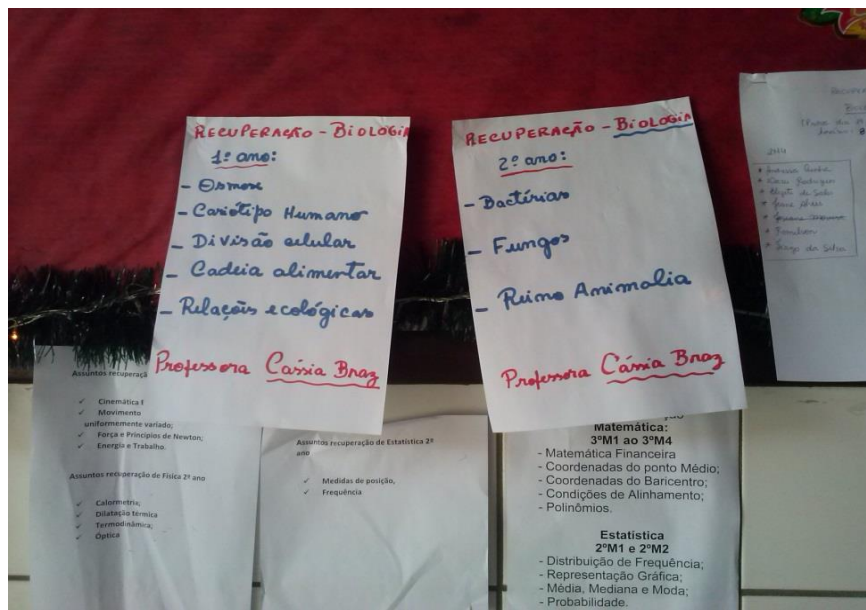 RECUPERAÇÃO - BIOLOGIA
1º ano:
- Osmose
- Cariótipo Humano
- Divisão celular
- Cadeia alimentar
- Relações ecológicas
Professora Cássia Braz
RECUPERAÇÃO - BIOLOGIA
2º ano:
- Bactérias
- Fungos
- Reino Animalia
Professora Cássia Braz
Assuntos recuperaçã
✓ Cinemática I
✓ Movimento
uniformemente variado;
✓ Força e Princípios de Newton;
✓ Energia e Trabalho.
Assuntos recuperação de Física 2º ano
✓ Calormetria;
✓ Dilatação térmica
✓ Termodinâmica;
✓ Óptica
Assuntos recuperação de Estatística 2º
ano
✓ Medidas de posição,
✓ Frequência
Matemática:
3ºM1 ao 3ºM4
- Matemática Financeira
- Coordenadas do ponto Médio;
- Coordenadas do Baricentro;
- Condições de Alinhamento;
- Polinômios.
Estatística
2ºM1 e 2ºM2
- Distribuição de Frequência;
- Representação Gráfica;
- Média, Mediana e Moda;
- Probabilidade.